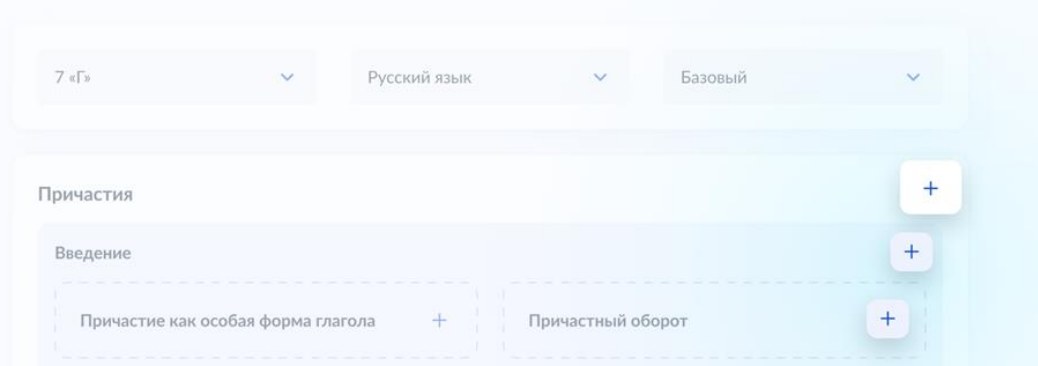 7 «Г»
Русский язык
Базовый
Причастия
+
Введение
+
Причастие как особая форма глагола +
Причастный оборот +